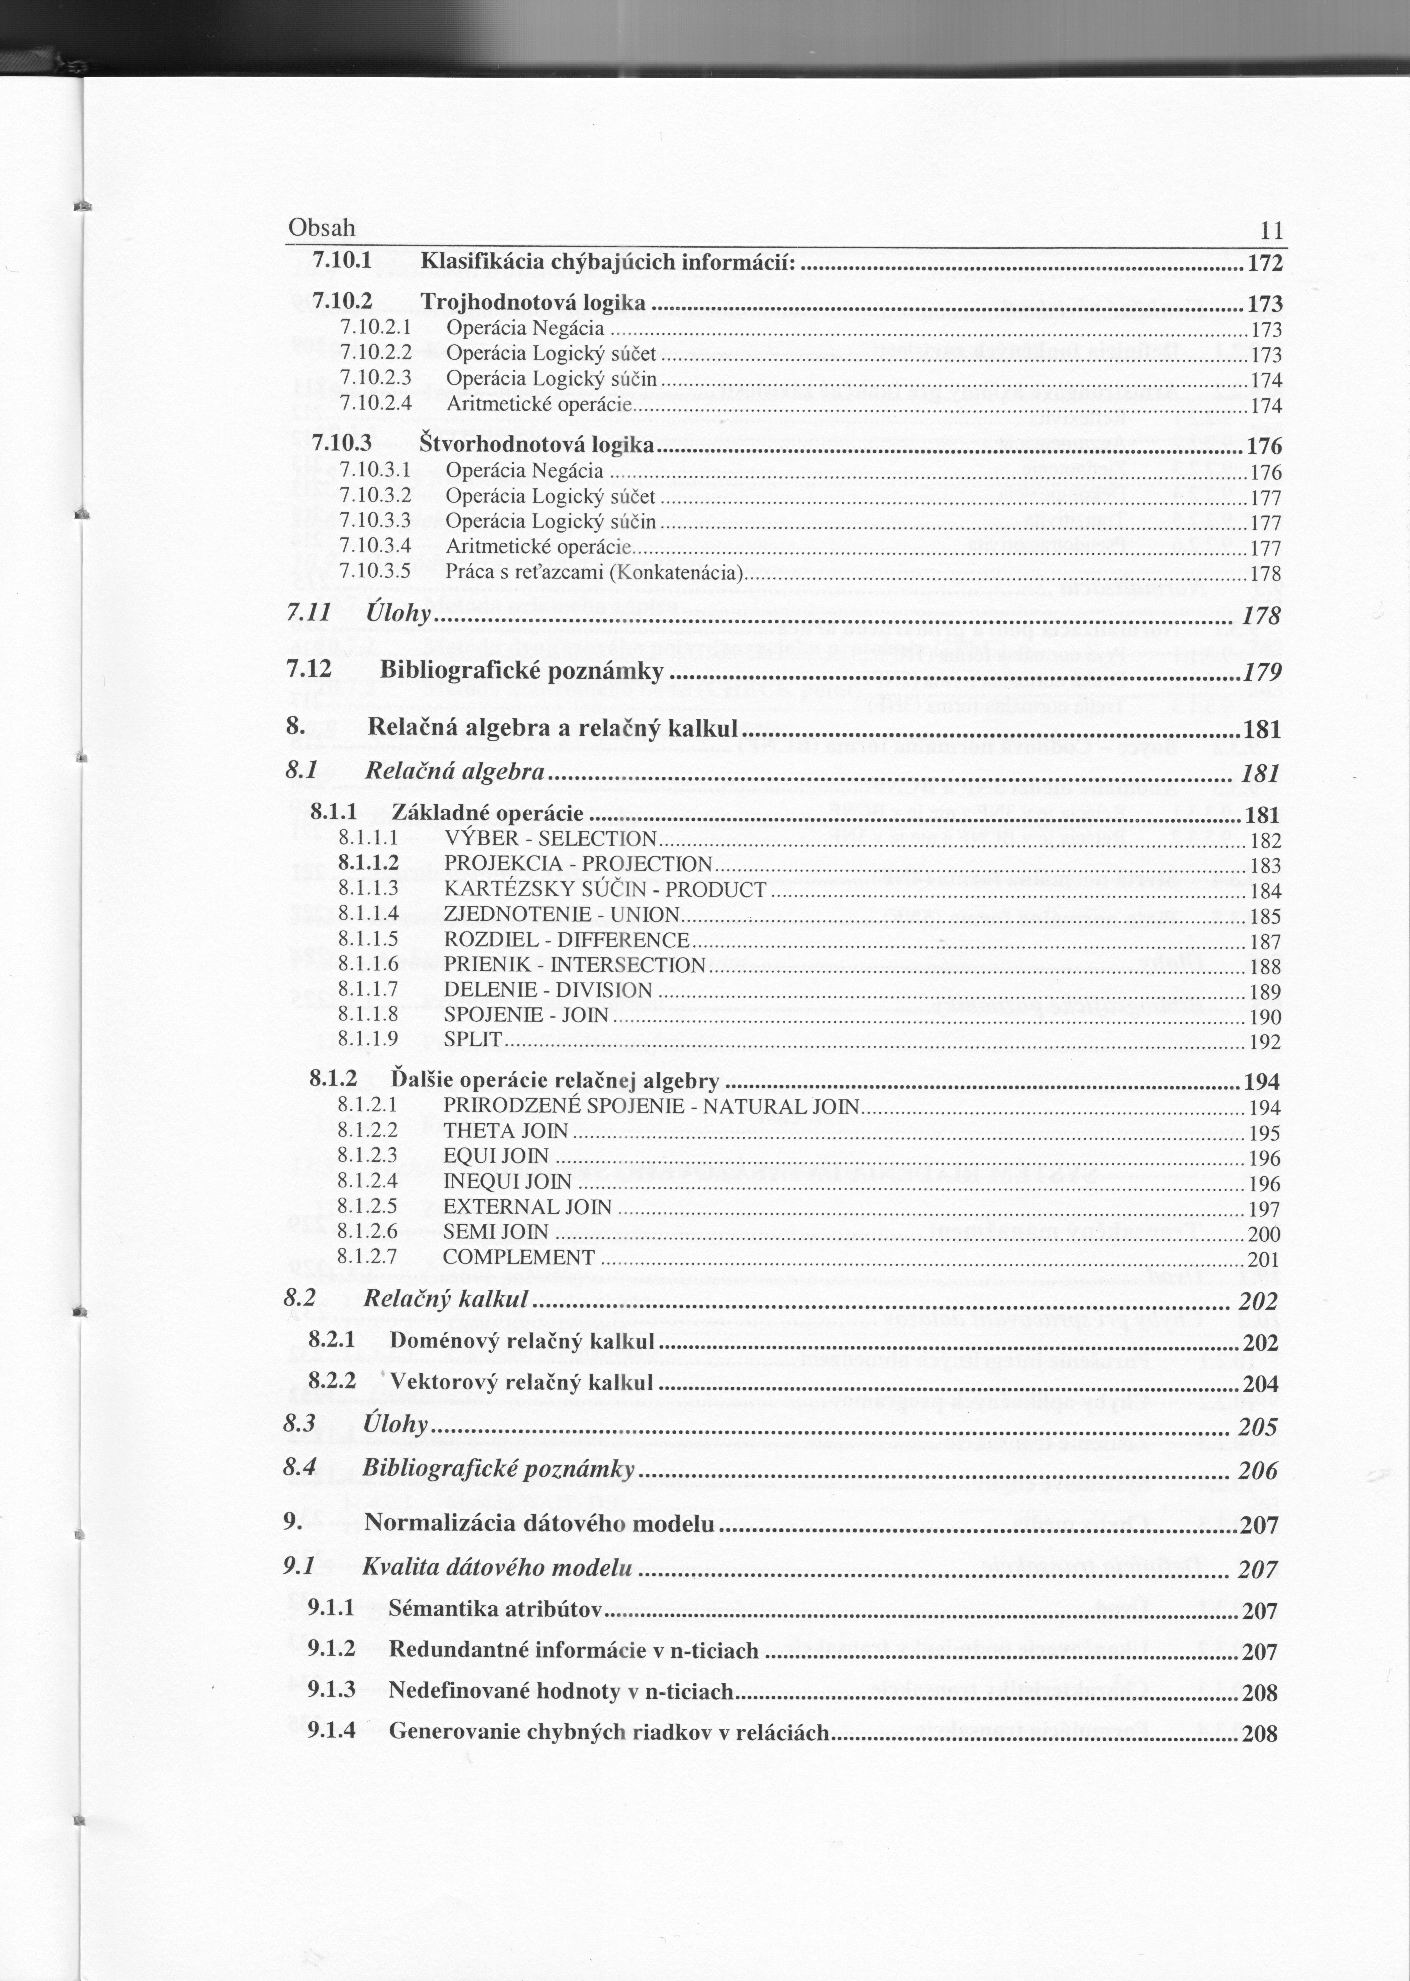 Obsah 11
7.10.1 Klasifikácia chýbajúcich informácií: 172
7.10.2 Trojhodnotová logika 173
7.10.2.1 Operácia Negácia 173
7.10.2.2 Operácia Logický súčet 173
7.10.2.3 Operácia Logický súčin 174
7.10.2.4 Aritmetické operácie 174
7.10.3 Štvorhodnotová logika 176
7.10.3.1 Operácia Negácia 176
7.10.3.2 Operácia Logický súčet 177
7.10.3.3 Operácia Logický súčin 177
7.10.3.4 Aritmetické operácie 177
7.10.3.5 Práca s reťazcami (Konkatenácia) 178
7.11 Úlohy 178
7.12 Bibliografické poznámky 179
8. Relačná algebra a relačný kalkul 181
8.1 Relačná algebra 181
8.1.1 Základné operácie 181
8.1.1.1 VÝBER - SELECTION 182
8.1.1.2 PROJEKCIA - PROJECTION 183
8.1.1.3 KARTÉZSKY SÚČIN - PRODUCT 184
8.1.1.4 ZJEDNOTENIE - UNION 185
8.1.1.5 ROZDIEL - DIFFERENCE 187
8.1.1.6 PRIENIK - INTERSECTION 188
8.1.1.7 DELENIE - DIVISION 189
8.1.1.8 SPOJENIE - JOIN 190
8.1.1.9 SPLIT 192
8.1.2 Ďalšie operácie relačnej algebry 194
8.1.2.1 PRIRODZENÉ SPOJENIE - NATURAL JOIN 194
8.1.2.2 THETA JOIN 195
8.1.2.3 EQUI JOIN 196
8.1.2.4 INEQUI JOIN 196
8.1.2.5 EXTERNAL JOIN 197
8.1.2.6 SEMI JOIN 200
8.1.2.7 COMPLEMENT 201
8.2 Relačný kalkul 202
8.2.1 Doménový relačný kalkul 202
8.2.2 Vektorový relačný kalkul 204
8.3 Úlohy 205
8.4 Bibliografické poznámky 206
9. Normalizácia dátového modelu 207
9.1 Kvalita dátového modelu 207
9.1.1 Sémantika atribútov 207
9.1.2 Redundantné informácie v n-ticiach 207
9.1.3 Nedefinované hodnoty v n-ticiach 208
9.1.4 Generovanie chybných riadkov v reláciách 208